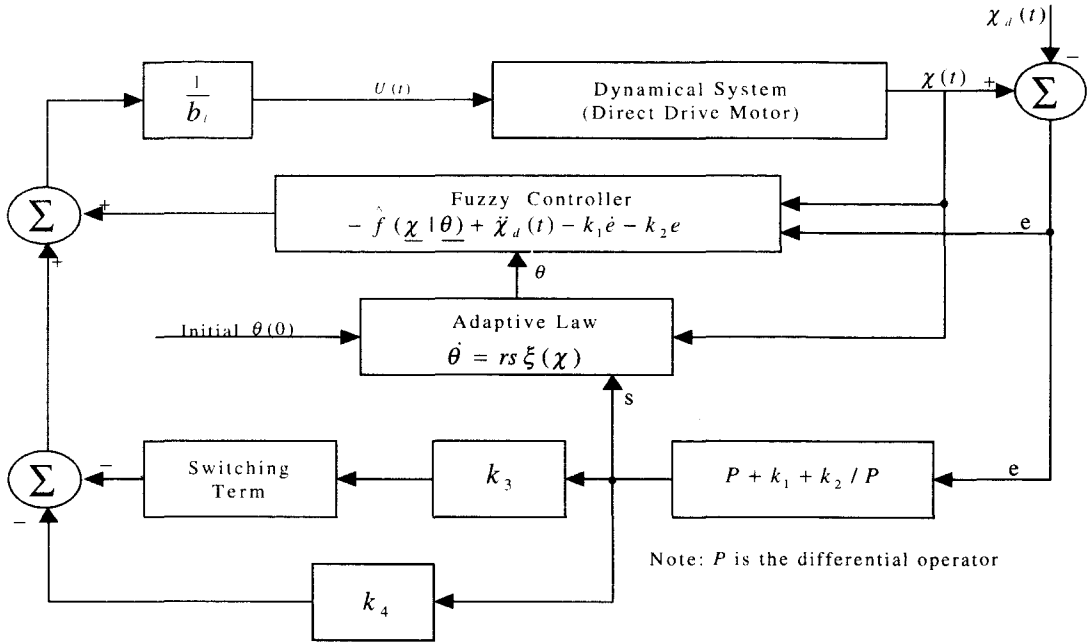 χ_d(t)
−
1/b_i
U(t)
Dynamical System
(Direct Drive Motor)
χ(t)
+
Σ
Σ
+
+
Fuzzy Controller
− f̂(χ | θ) + χ̈_d(t) − k₁ė − k₂e
e
θ
Initial θ(0)
Adaptive Law
θ̇ = rsξ(χ)
s
Σ
−
−
Switching
Term
k₃
P + k₁ + k₂ / P
e
Note: P is the differential operator
k₄